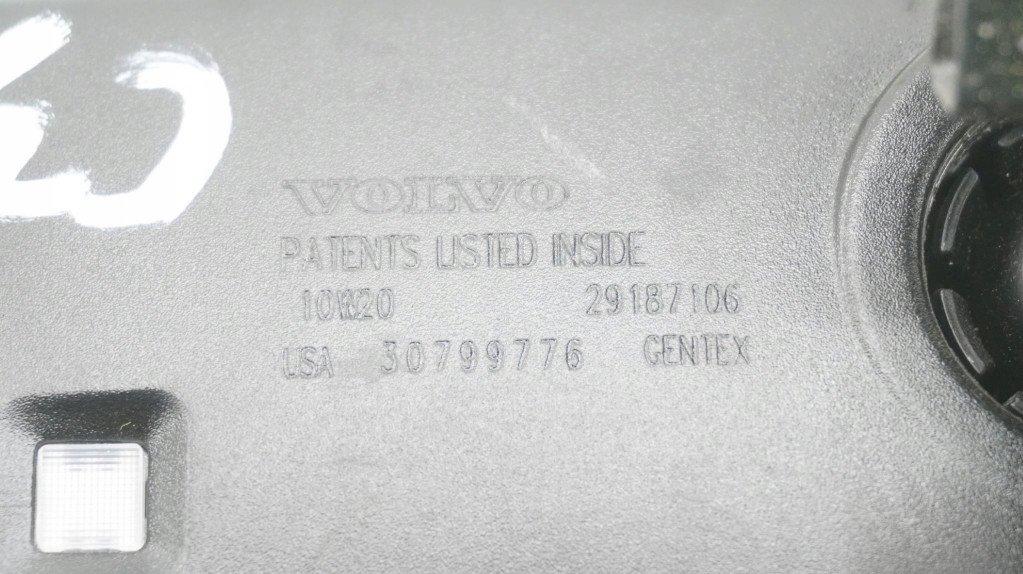 VOLVO
PATENTS LISTED INSIDE
10W20 29187106
USA 30799776 GENTEX